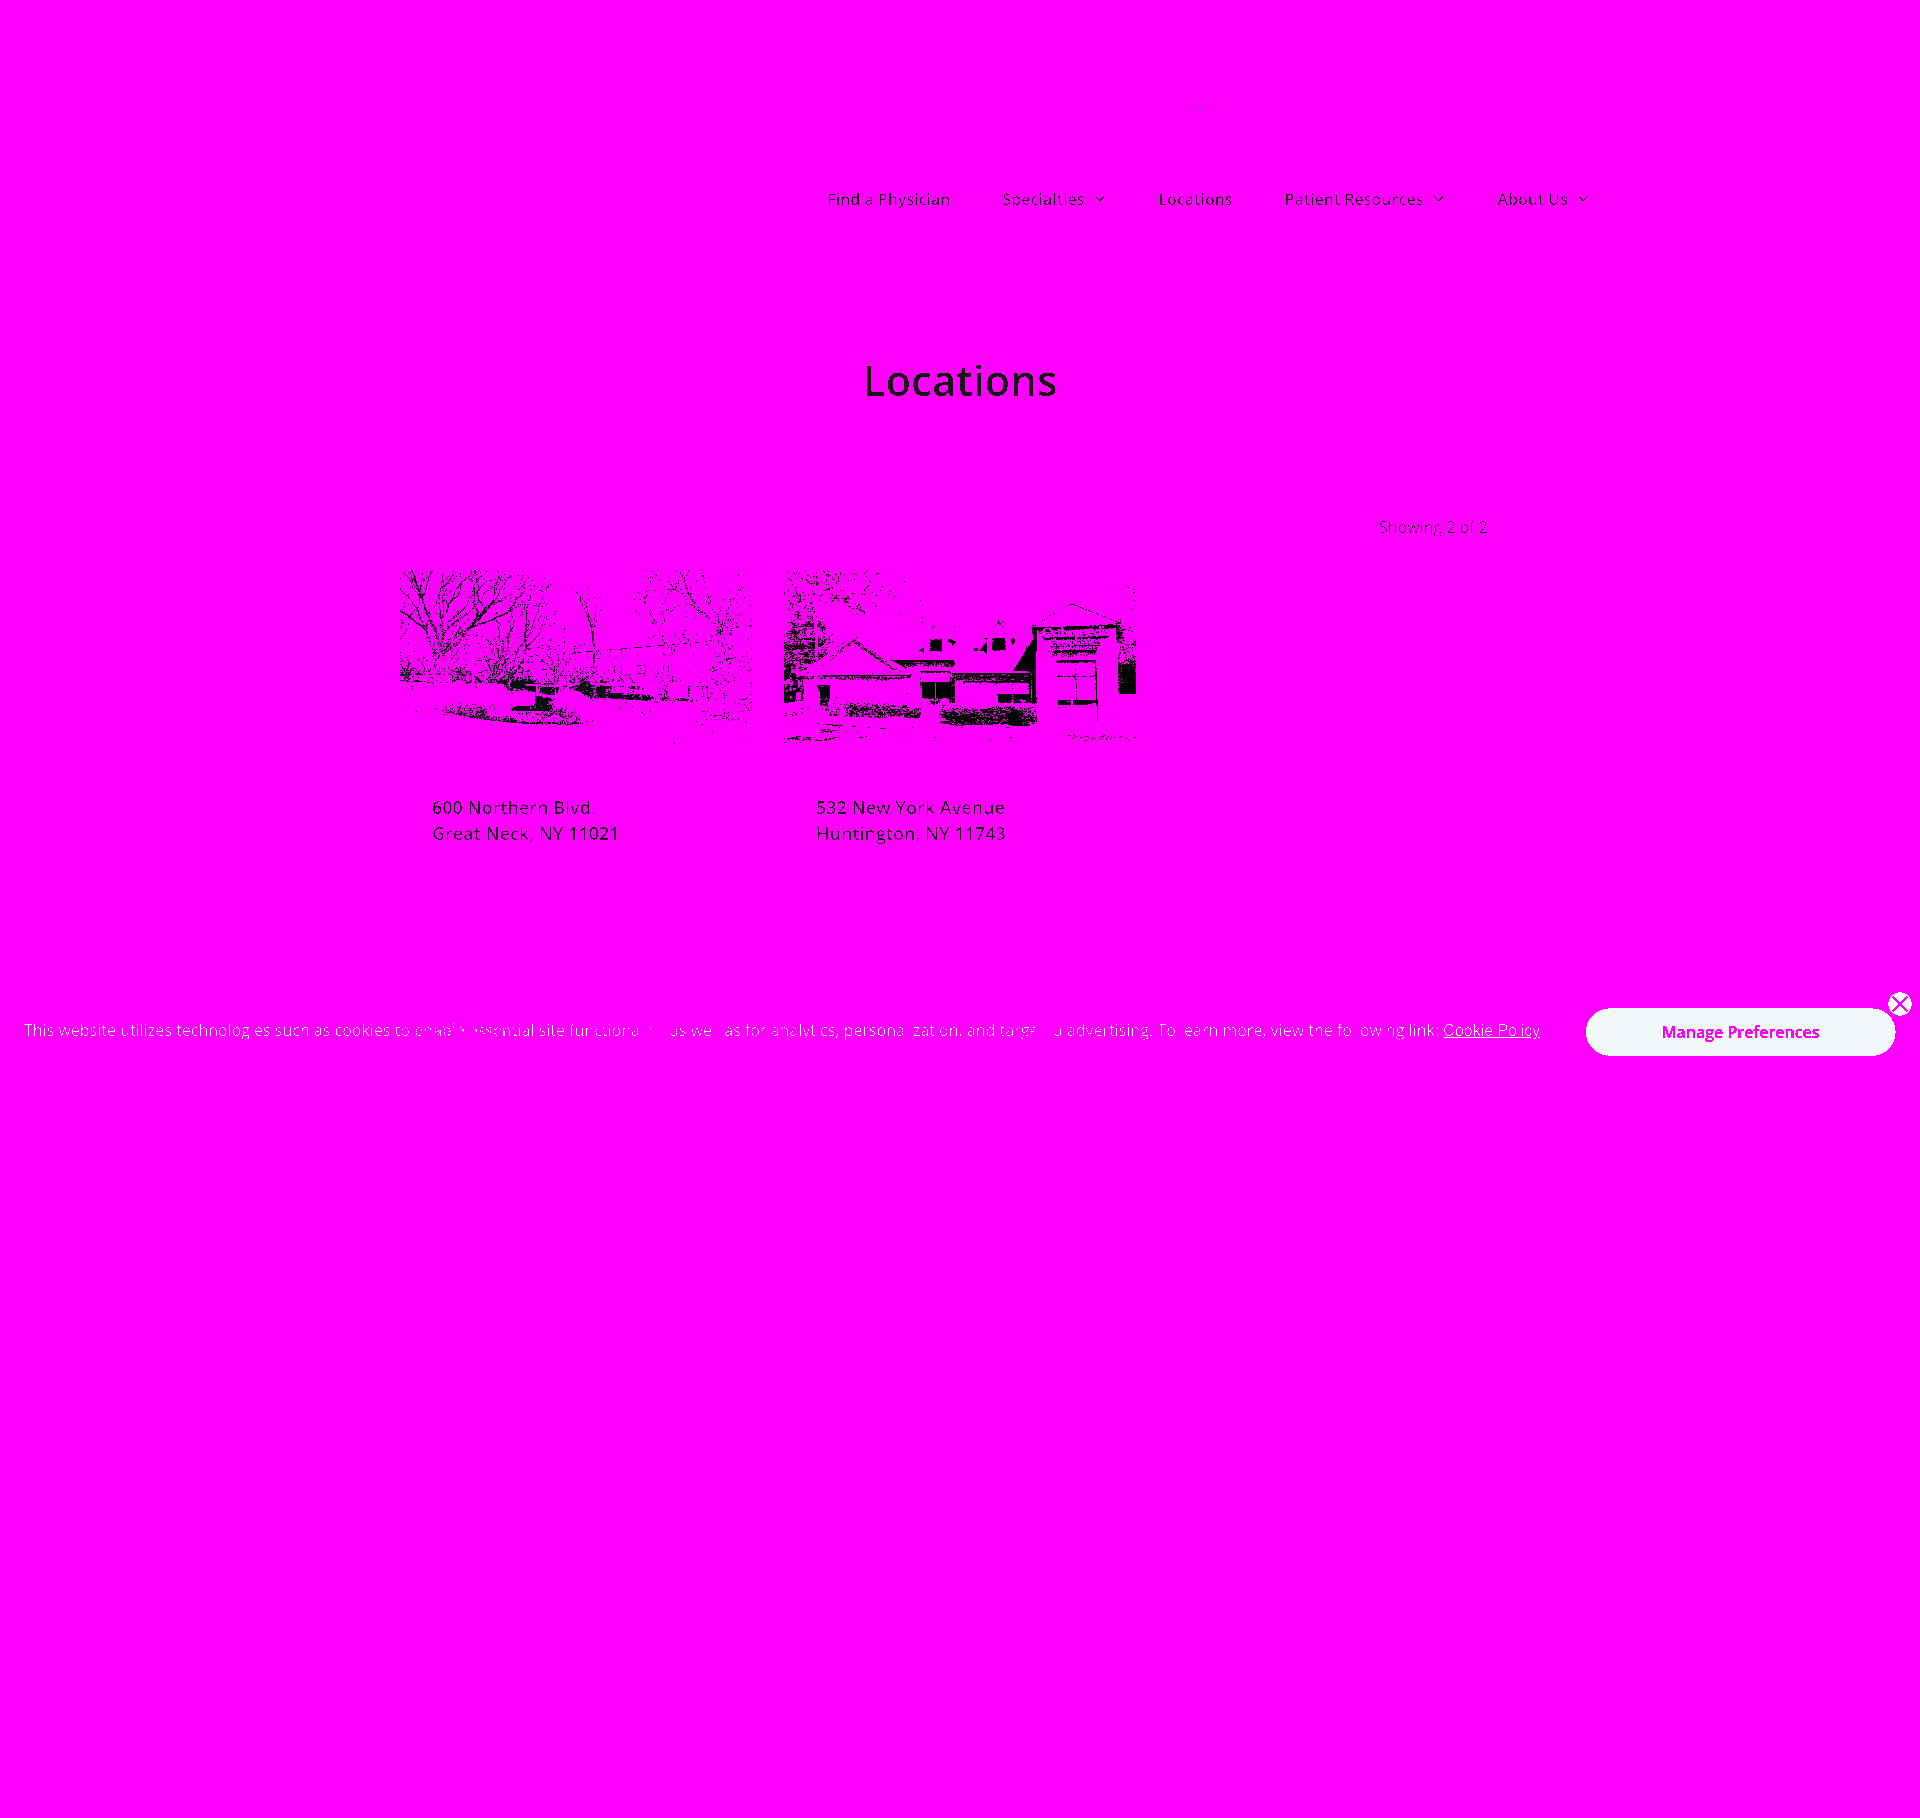 Find a Physician
Specialties
Locations
Patient Resources
About Us
Locations
Showing 2 of 2
600 Northern Blvd.
Great Neck, NY 11021
532 New York Avenue
Huntington, NY 11743
This website utilizes technologies such as cookies to enable essential site functionality, as well as for analytics, personalization, and targeted advertising. To learn more, view the following link: Cookie Policy
Manage Preferences